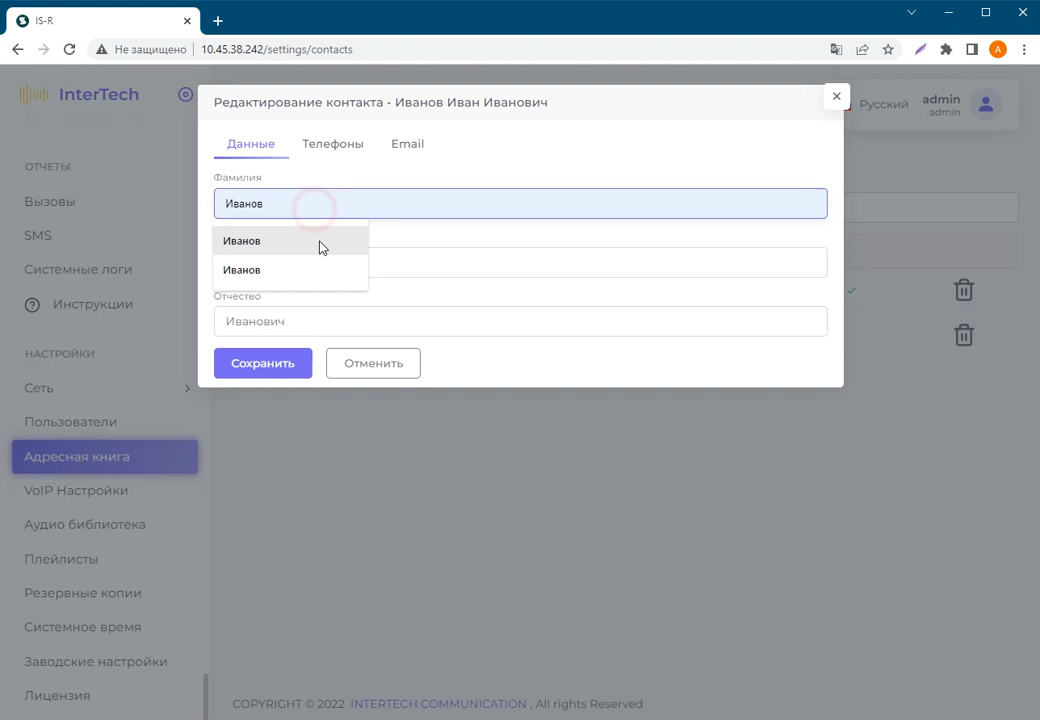 IS-R
Не защищено
10.45.38.242/settings/contacts
A
InterTech
ОТЧЕТЫ
Вызовы
SMS
Системные логи
Инструкции
НАСТРОЙКИ
Сеть
Пользователи
Адресная книга
VoIP Настройки
Аудио библиотека
Плейлисты
Резервные копии
Системное время
Заводские настройки
Лицензия
Русский
admin
admin
Редактирование контакта - Иванов Иван Иванович
Данные Телефоны Email
Фамилия
Иванов
Иванов
Иванов
Отчество
Иванович
Сохранить Отменить
COPYRIGHT © 2022 INTERTECH COMMUNICATION , All rights Reserved